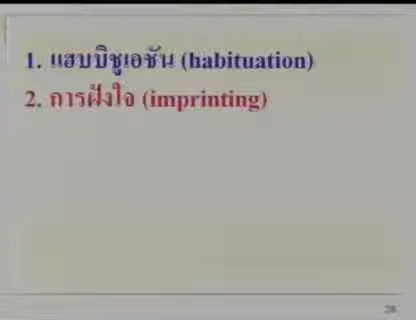 1. แฮบบิชูเอชัน (habituation)
2. การฝังใจ (imprinting)